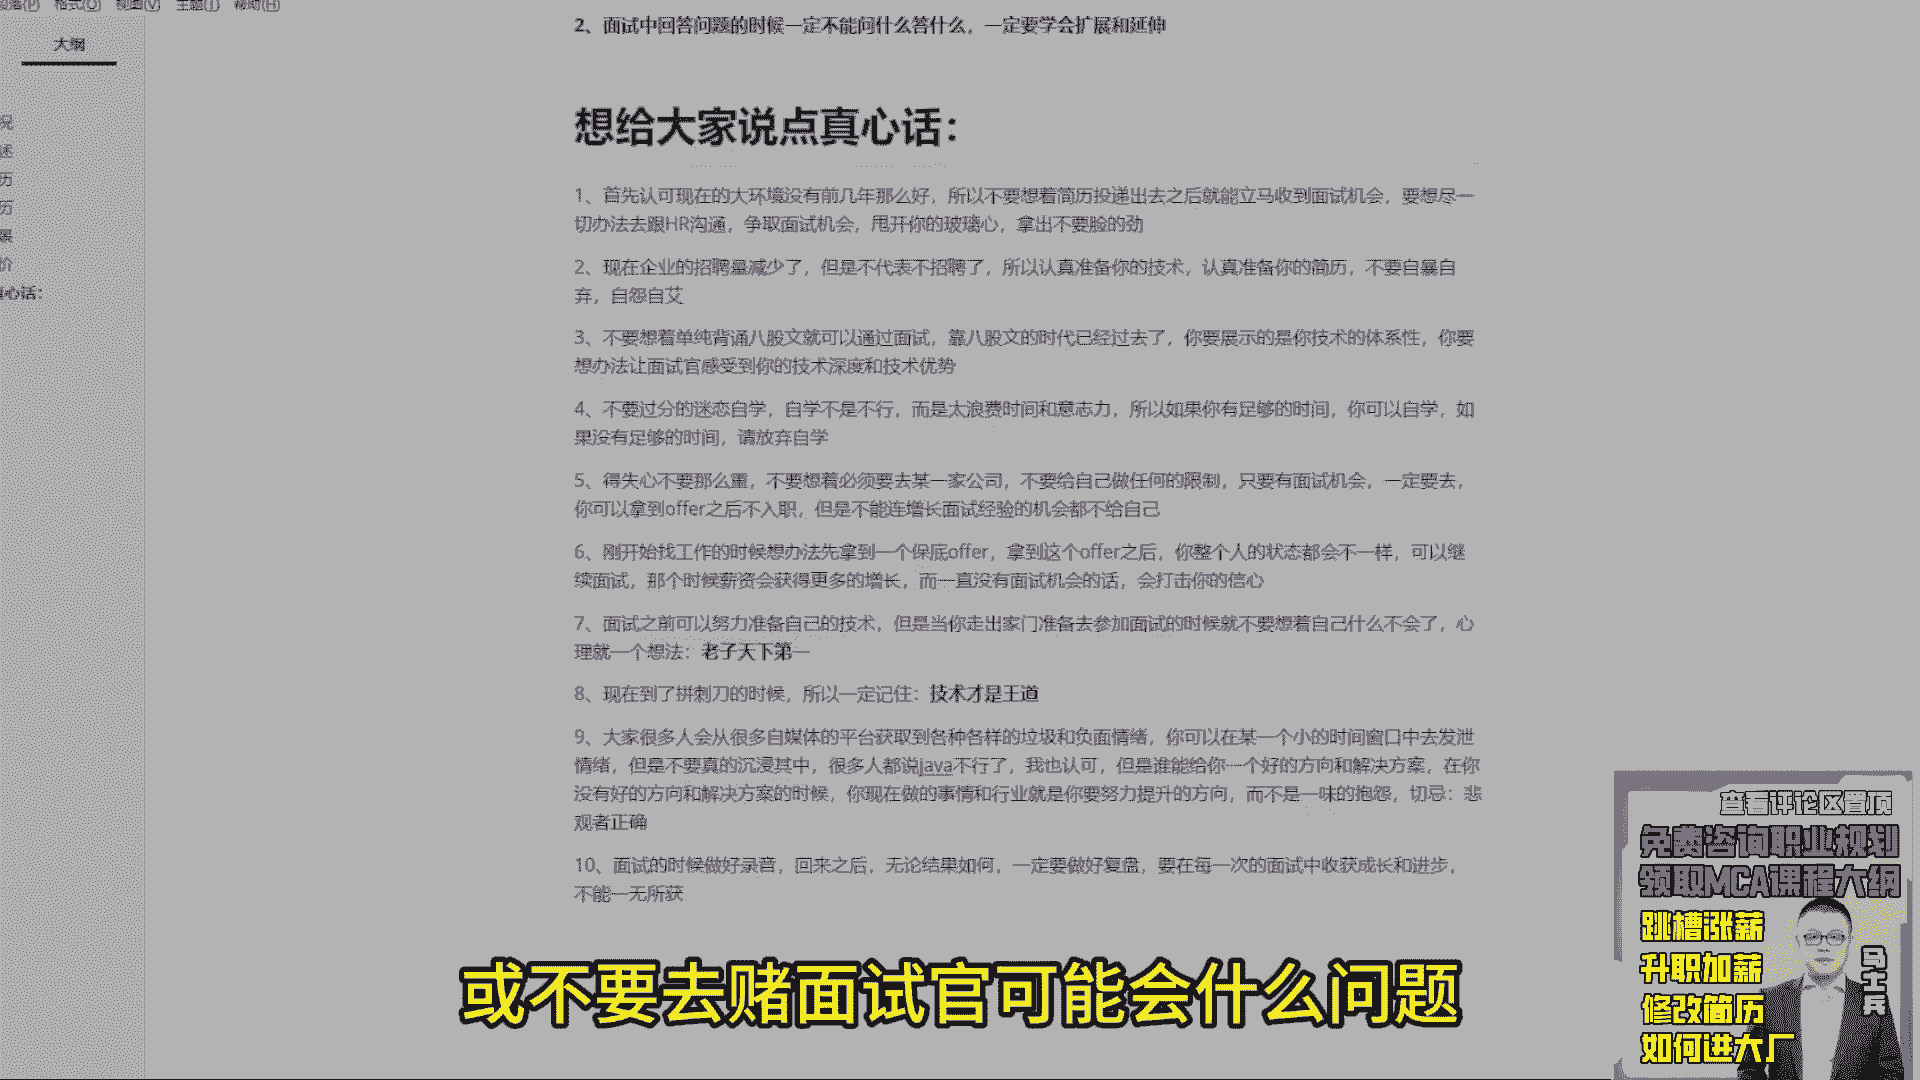 段落(P) 格式(O) 视图(V) 主题(T) 帮助(H)
大纲
况
述
历
历
景
价
真心话：
2、面试中回答问题的时候一定不能问什么答什么，一定要学会扩展和延伸
想给大家说点真心话：
1、首先认可现在的大环境没有前几年那么好，所以不要想着简历投递出去之后就能立马收到面试机会，要想尽一
切办法去跟HR沟通，争取面试机会，甩开你的玻璃心，拿出不要脸的劲
2、现在企业的招聘量减少了，但是不代表不招聘了，所以认真准备你的技术，认真准备你的简历，不要自暴自
弃，自怨自艾
3、不要想着单纯背诵八股文就可以通过面试，靠八股文的时代已经过去了，你要展示的是你技术的体系性，你要
想办法让面试官感受到你的技术深度和技术优势
4、不要过分的迷恋自学，自学不是不行，而是太浪费时间和意志力，所以如果你有足够的时间，你可以自学，如
果没有足够的时间，请放弃自学
5、得失心不要那么重，不要想着必须要去某一家公司，不要给自己做任何的限制，只要有面试机会，一定要去，
你可以拿到offer之后不入职，但是不能连增长面试经验的机会都不给自己
6、刚开始找工作的时候想办法先拿到一个保底offer，拿到这个offer之后，你整个人的状态都会不一样，可以继
续面试，那个时候薪资会获得更多的增长，而一直没有面试机会的话，会打击你的信心
7、面试之前可以努力准备自己的技术，但是当你走出家门准备去参加面试的时候就不要想着自己什么不会了，心
理就一个想法：老子天下第一
8、现在到了拼刺刀的时候，所以一定记住：技术才是王道
9、大家很多人会从很多自媒体的平台获取到各种各样的垃圾和负面情绪，你可以在某一个小的时间窗口中去发泄
情绪，但是不要真的沉浸其中，很多人都说java不行了，我也认可，但是谁能给你一个好的方向和解决方案，在你
没有好的方向和解决方案的时候，你现在做的事情和行业就是你要努力提升的方向，而不是一味的抱怨，切忌：悲
观者正确
10、面试的时候做好录音，回来之后，无论结果如何，一定要做好复盘，要在每一次的面试中收获成长和进步，
不能一无所获
或不要去赌面试官可能会什么问题
查看评论区置顶
免费咨询职业规划
领取MCA课程大纲
跳槽涨薪
升职加薪
修改简历
如何进大厂
马士兵